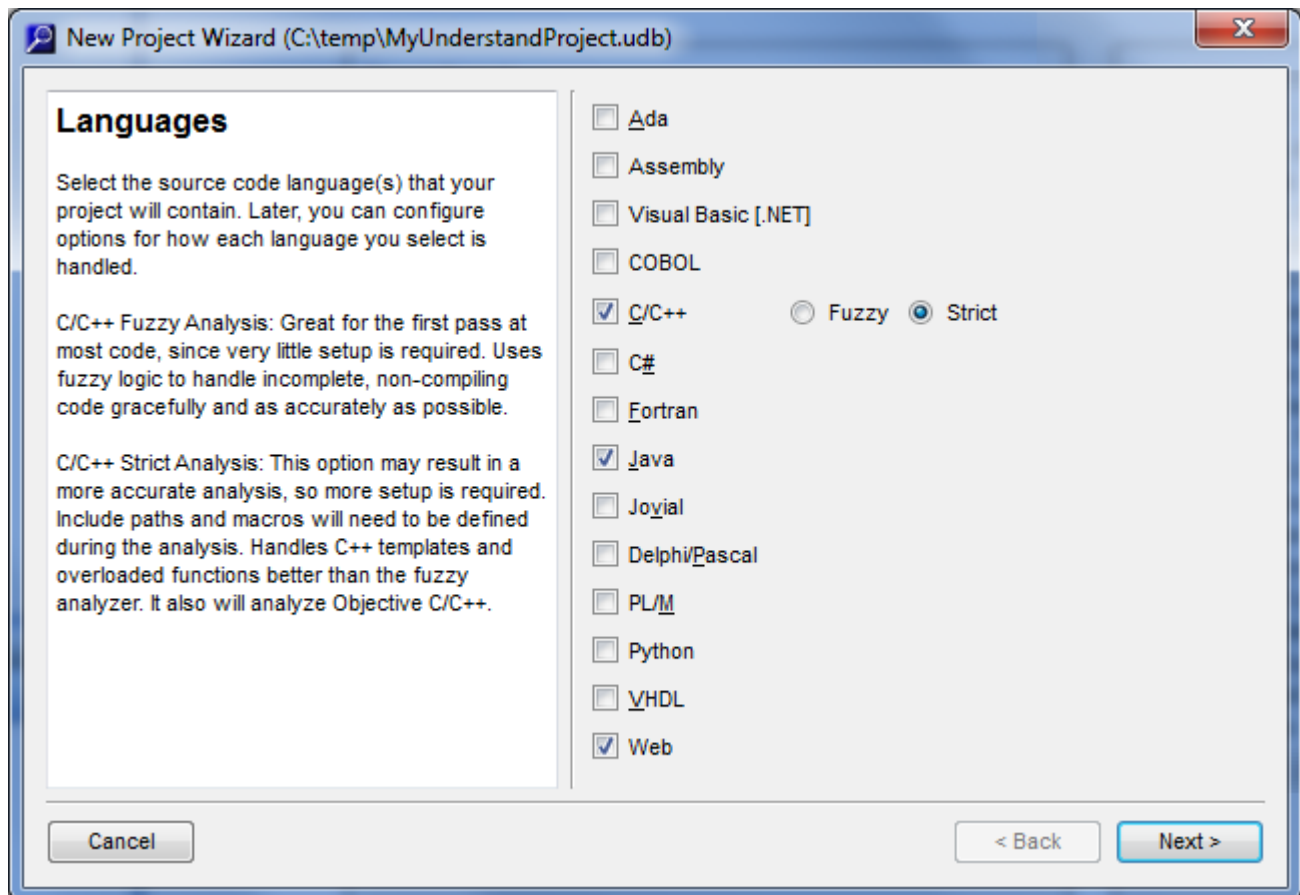 New Project Wizard (C:\temp\MyUnderstandProject.udb)
Languages
Select the source code language(s) that your
project will contain. Later, you can configure
options for how each language you select is
handled.
C/C++ Fuzzy Analysis: Great for the first pass at
most code, since very little setup is required. Uses
fuzzy logic to handle incomplete, non-compiling
code gracefully and as accurately as possible.
C/C++ Strict Analysis: This option may result in a
more accurate analysis, so more setup is required.
Include paths and macros will need to be defined
during the analysis. Handles C++ templates and
overloaded functions better than the fuzzy
analyzer. It also will analyze Objective C/C++.
Ada
Assembly
Visual Basic [.NET]
COBOL
C/C++ Fuzzy Strict
C#
Fortran
Java
Jovial
Delphi/Pascal
PL/M
Python
VHDL
Web
Cancel < Back Next >